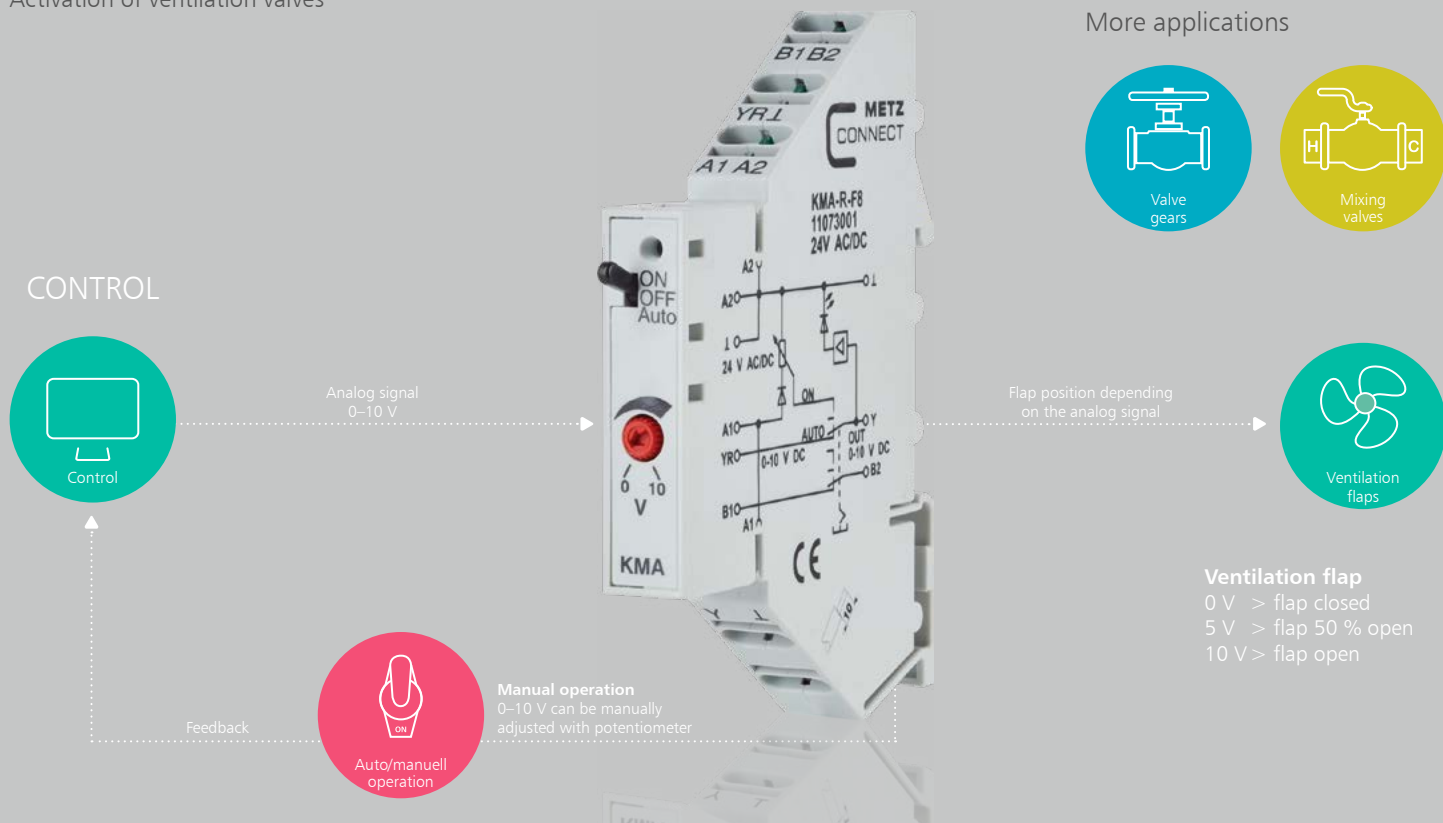 Activation of ventilation valves
More applications
Valve
gears
H
C
Mixing
valves
CONTROL
Control
Analog signal
0–10 V
B1 B2
YR⊥
A1 A2
METZ
CONNECT
KMA-R-F8
11073001
24V AC/DC
ON
OFF
Auto
0 10
V
KMA
A2
A2
⊥
⊥
24 V AC/DC
ON
A1
AUTO
Y
YR
0-10 V DC
OUT
0-10 V DC
B2
B1
A1
CE
10
Y ⊥
Flap position depending
on the analog signal
Ventilation
flaps
Ventilation flap
0 V > flap closed
5 V > flap 50 % open
10 V > flap open
Feedback
ON
Auto/manuell
operation
Manual operation
0–10 V can be manually
adjusted with potentiometer